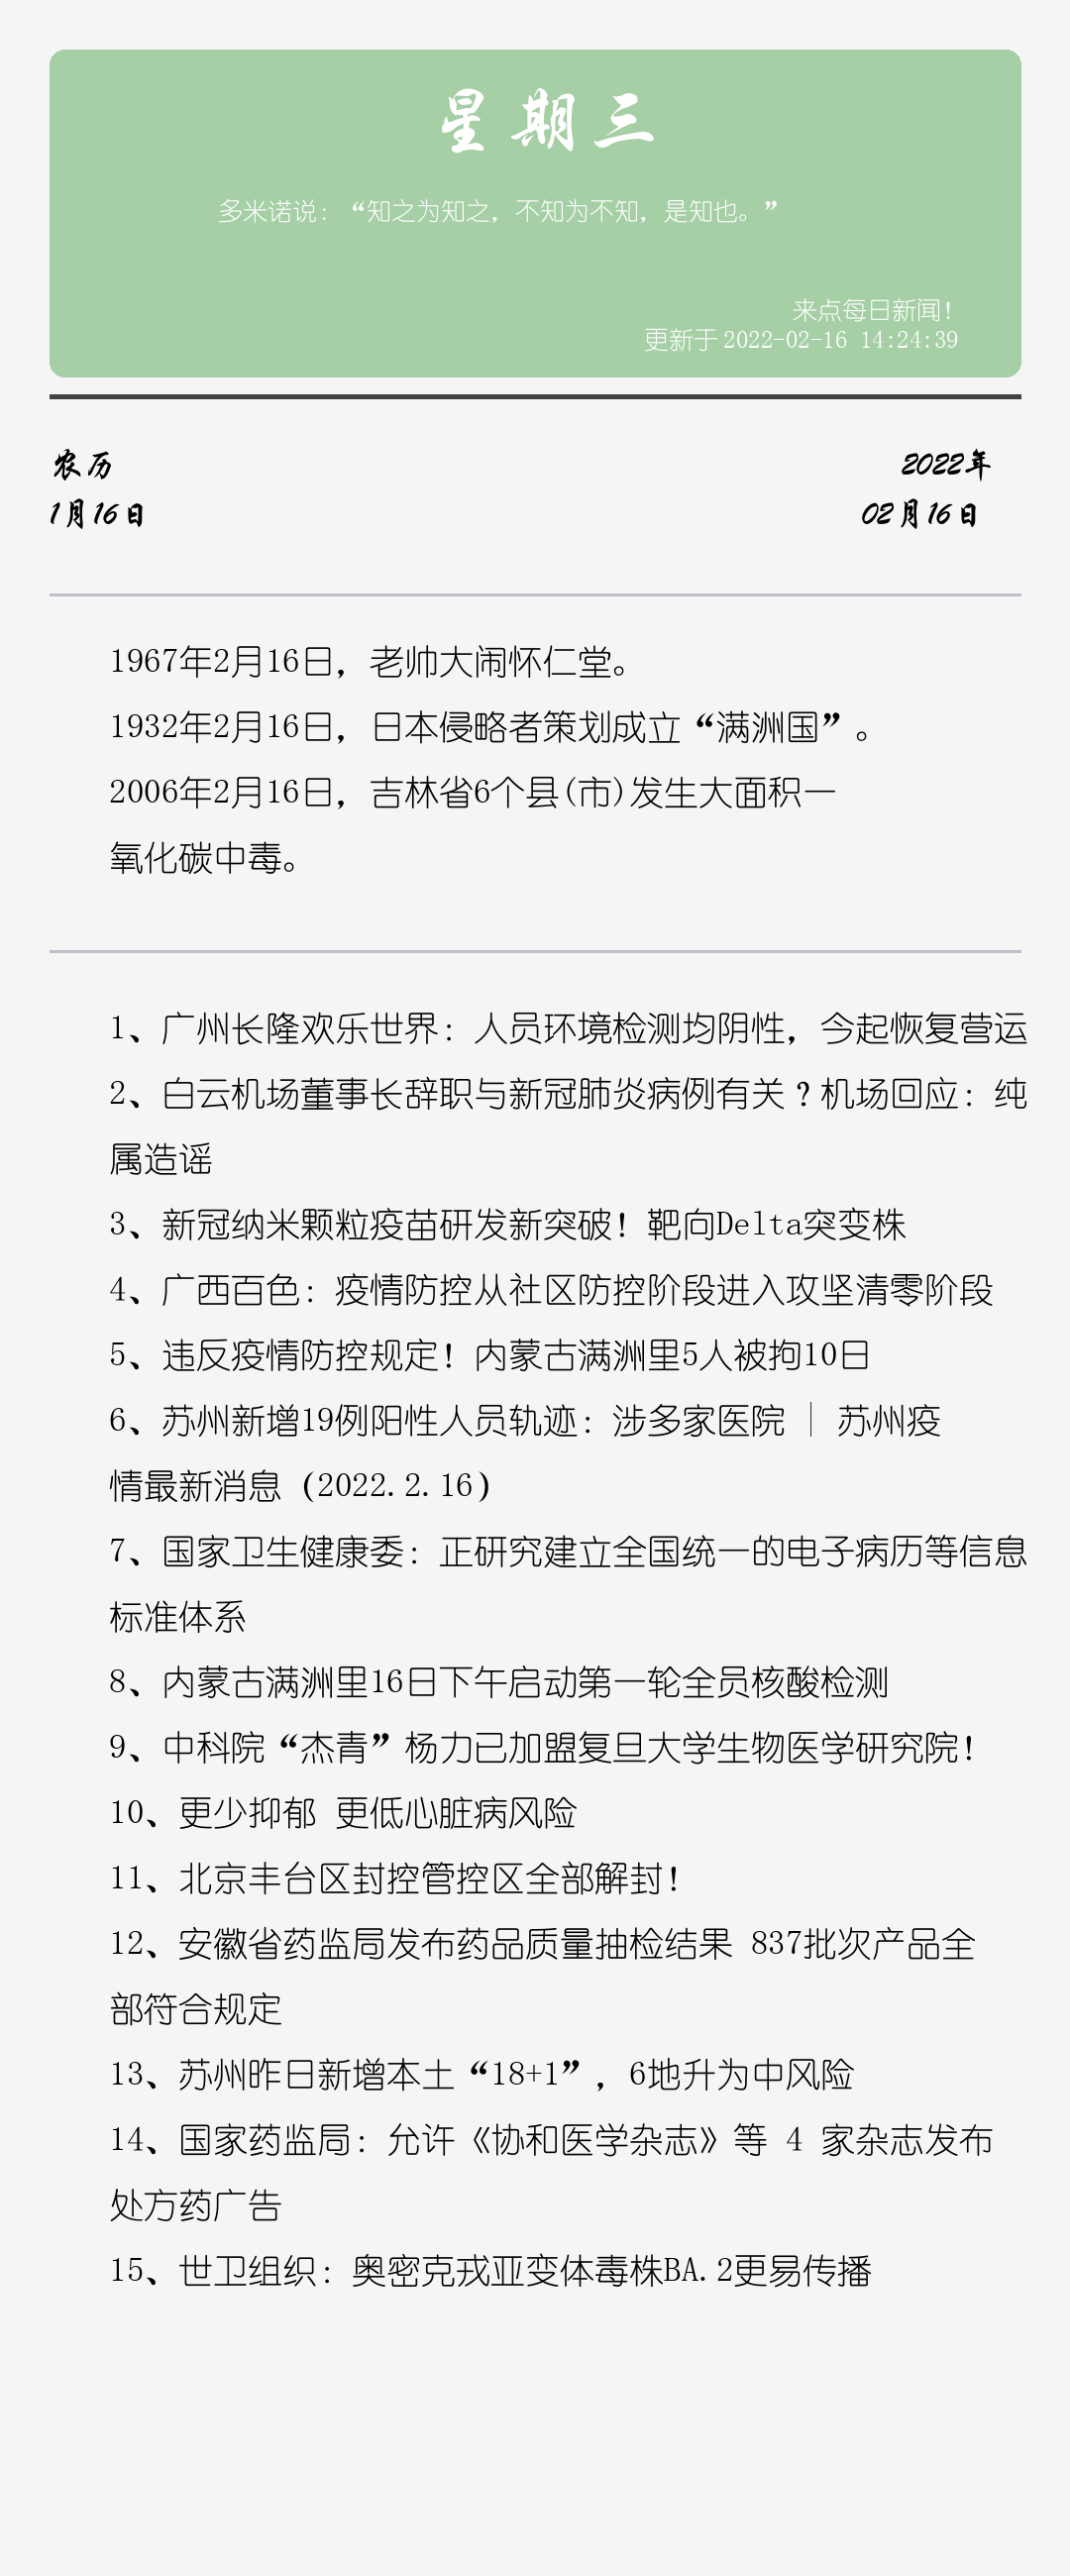 星期三
多米诺说：“知之为知之，不知为不知，是知也。”
来点每日新闻！
更新于2022-02-16 14:24:39
农历
2022年
1月16日
02月16日
1967年2月16日，老帅大闹怀仁堂。
1932年2月16日，日本侵略者策划成立“满洲国”。
2006年2月16日，吉林省6个县(市)发生大面积一
氧化碳中毒。
1、广州长隆欢乐世界：人员环境检测均阴性，今起恢复营运
2、白云机场董事长辞职与新冠肺炎病例有关？机场回应：纯
属造谣
3、新冠纳米颗粒疫苗研发新突破！靶向Delta突变株
4、广西百色：疫情防控从社区防控阶段进入攻坚清零阶段
5、违反疫情防控规定！内蒙古满洲里5人被拘10日
6、苏州新增19例阳性人员轨迹：涉多家医院｜苏州疫
情最新消息（2022.2.16）
7、国家卫生健康委：正研究建立全国统一的电子病历等信息
标准体系
8、内蒙古满洲里16日下午启动第一轮全员核酸检测
9、中科院“杰青”杨力已加盟复旦大学生物医学研究院！
10、更少抑郁 更低心脏病风险
11、北京丰台区封控管控区全部解封！
12、安徽省药监局发布药品质量抽检结果 837批次产品全
部符合规定
13、苏州昨日新增本土“18+1”，6地升为中风险
14、国家药监局：允许《协和医学杂志》等 4 家杂志发布
处方药广告
15、世卫组织：奥密克戎亚变体毒株BA.2更易传播